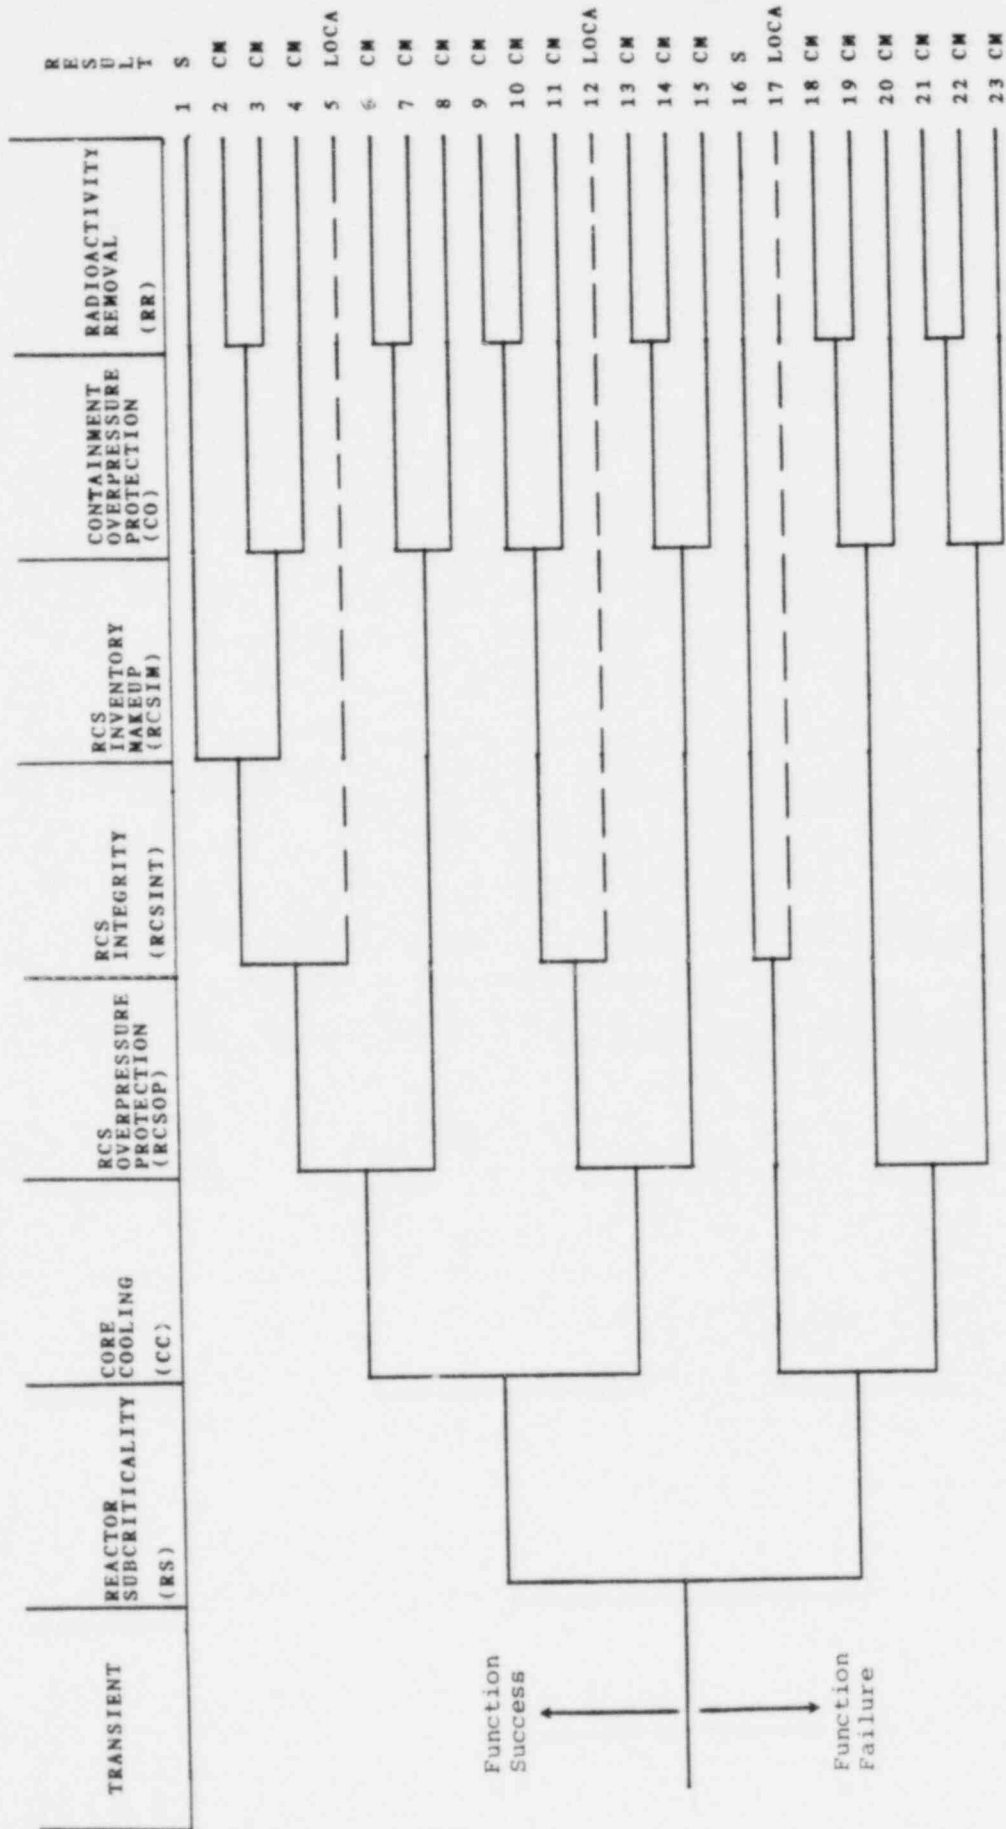 TRANSIENT
REACTOR
SUBCRITICALITY
(RS)
CORE
COOLING
(CC)
RCS
OVERPRESSURE
PROTECTION
(RCSOP)
RCS
INTEGRITY
(RCSINT)
RCS
INVENTORY
MAKEUP
(RCSIM)
CONTAINMENT
OVERPRESSURE
PROTECTION
(CO)
RADIOACTIVITY
REMOVAL
(RR)
R
E
S
U
L
T
1 S
2 CM
3 CM
4 CM
5 LOCA
6 CM
7 CM
8 CM
9 CM
10 CM
11 CM
12 LOCA
13 CM
14 CM
15 CM
16 S
17 LOCA
18 CM
19 CM
20 CM
21 CM
22 CM
23 CM
Function
Success
Function
Failure